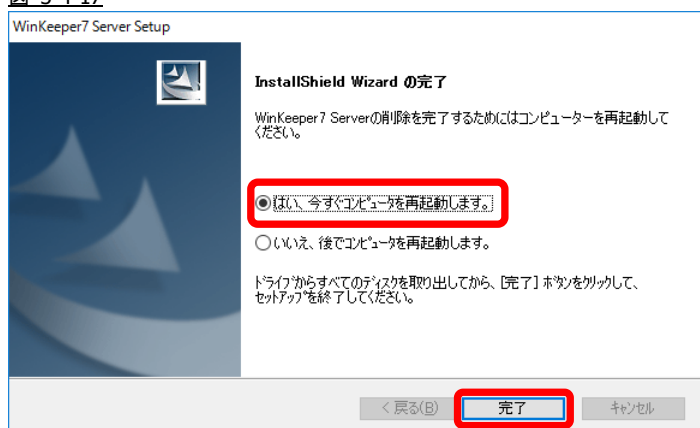 WinKeeper7 Server Setup
InstallShield Wizard の完了
WinKeeper7 Serverの削除を完了するためにはコンピューターを再起動して
ください。
はい、今すぐコンピュータを再起動します。
いいえ、後でコンピュータを再起動します。
ドライブからすべてのディスクを取り出してから、[完了] ボタンをクリックして、
セットアップを終了してください。
< 戻る(B)
完了
キャンセル